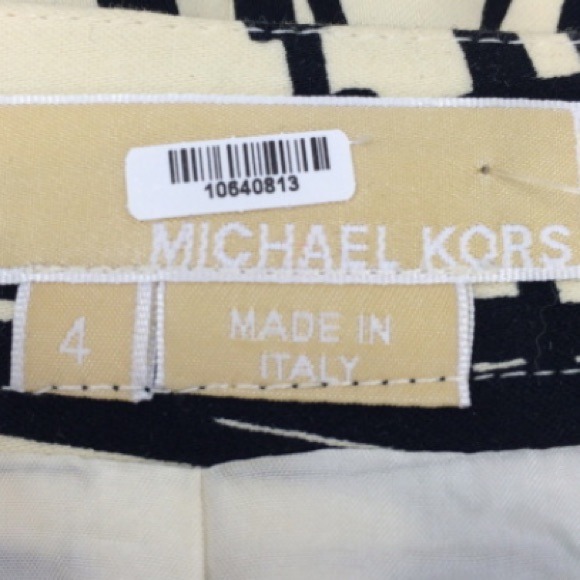 10640813
MICHAEL KORS
4
MADE IN
ITALY